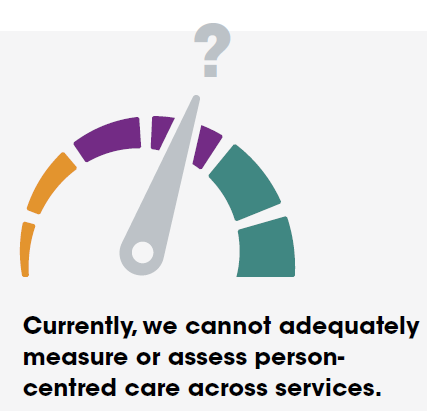 ?
Currently, we cannot adequately
measure or assess person-
centred care across services.